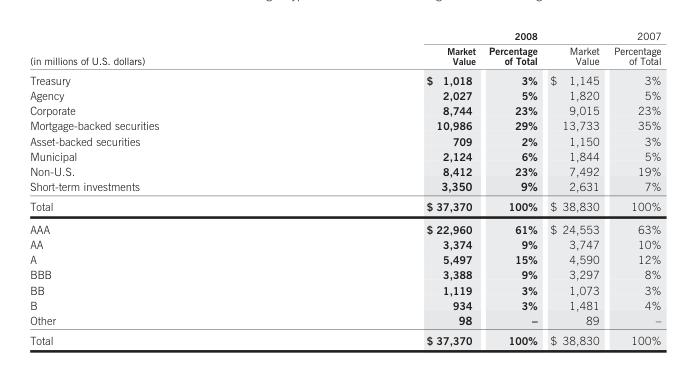 2008 2007
(in millions of U.S. dollars) Market Value Percentage of Total Market Value Percentage of Total
Treasury $ 1,018 3% $ 1,145 3%
Agency 2,027 5% 1,820 5%
Corporate 8,744 23% 9,015 23%
Mortgage-backed securities 10,986 29% 13,733 35%
Asset-backed securities 709 2% 1,150 3%
Municipal 2,124 6% 1,844 5%
Non-U.S. 8,412 23% 7,492 19%
Short-term investments 3,350 9% 2,631 7%
Total $ 37,370 100% $ 38,830 100%
AAA $ 22,960 61% $ 24,553 63%
AA 3,374 9% 3,747 10%
A 5,497 15% 4,590 12%
BBB 3,388 9% 3,297 8%
BB 1,119 3% 1,073 3%
B 934 3% 1,481 4%
Other 98 – 89 –
Total $ 37,370 100% $ 38,830 100%